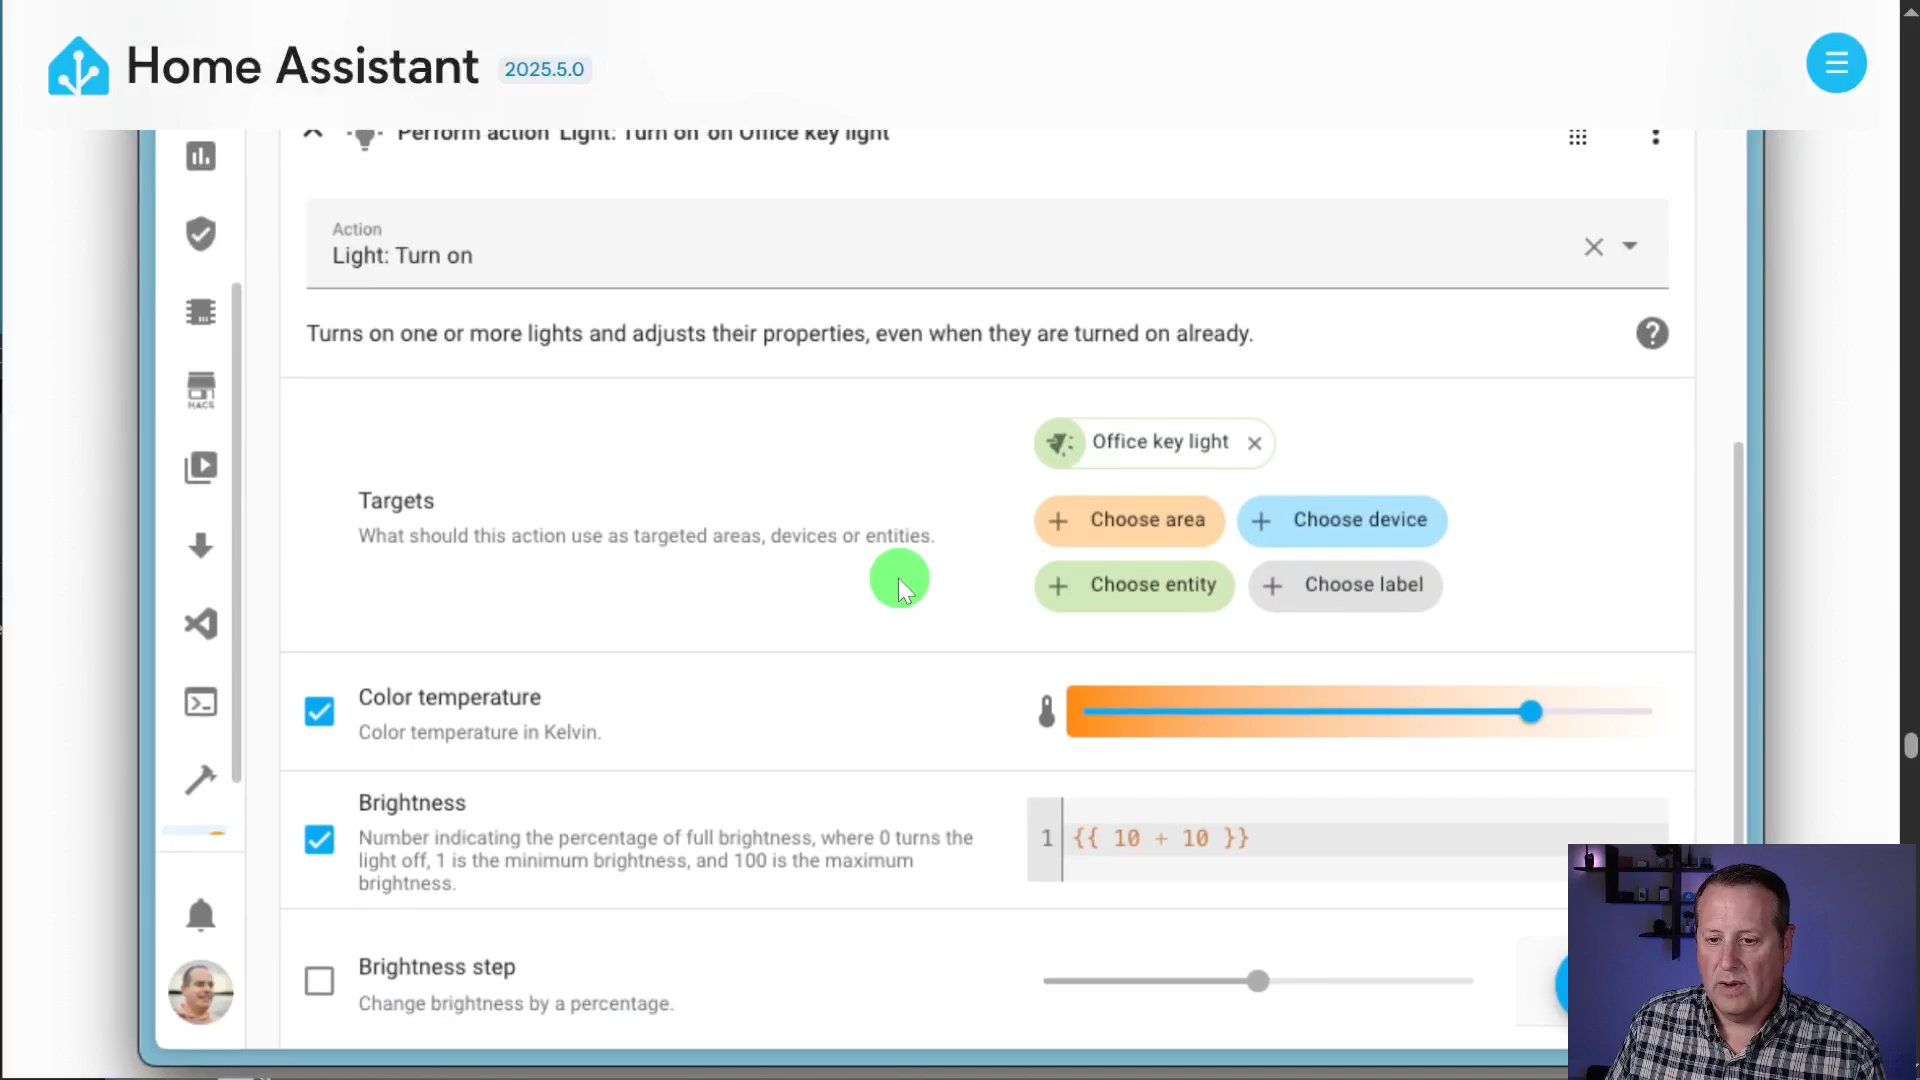 Home Assistant 2025.5.0
Perform action 'Light: Turn on' on Office key light
Action
Light: Turn on
Turns on one or more lights and adjusts their properties, even when they are turned on already.
HACS
Office key light
Targets
What should this action use as targeted areas, devices or entities.
Choose area
Choose device
Choose entity
Choose label
Color temperature
Color temperature in Kelvin.
Brightness
Number indicating the percentage of full brightness, where 0 turns the
light off, 1 is the minimum brightness, and 100 is the maximum
brightness.
1 {{ 10 + 10 }}
Brightness step
Change brightness by a percentage.